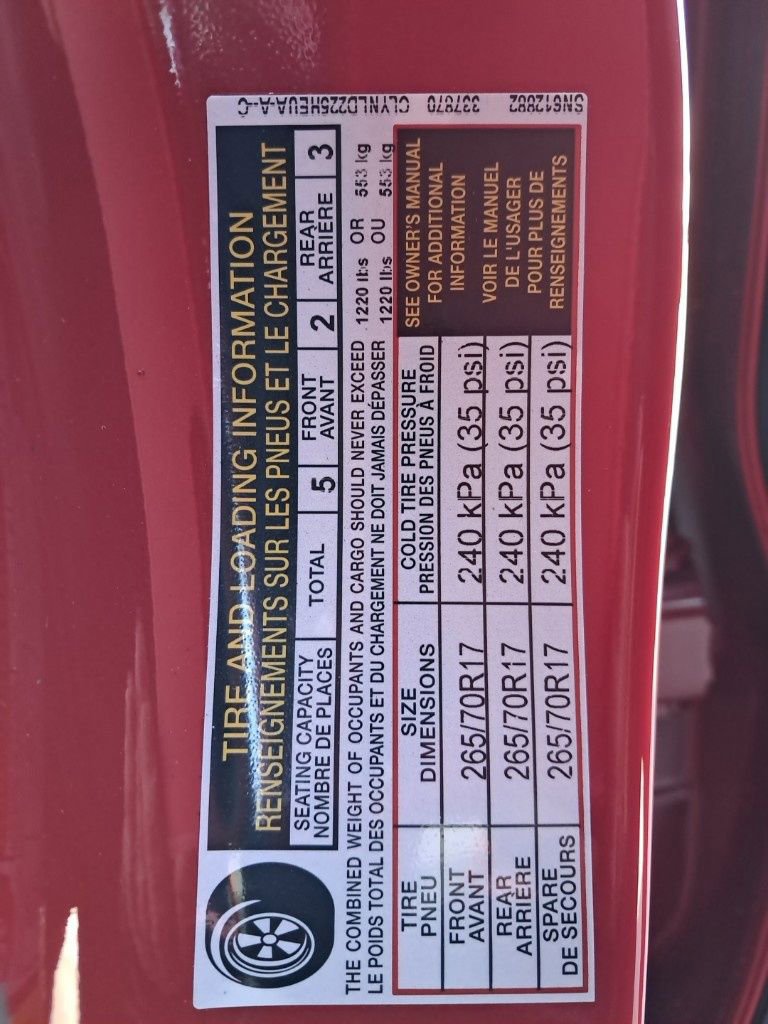 TIRE AND LOADING INFORMATION
RENSEIGNEMENTS SUR LES PNEUS ET LE CHARGEMENT
SEATING CAPACITY
NOMBRE DE PLACES
TOTAL 5
FRONT
AVANT 2
REAR
ARRIÈRE 3
THE COMBINED WEIGHT OF OCCUPANTS AND CARGO SHOULD NEVER EXCEED 1220 lbs OR 553 kg
LE POIDS TOTAL DES OCCUPANTS ET DU CHARGEMENT NE DOIT JAMAIS DÉPASSER 1220 lbs OU 553 kg
TIRE
PNEU
SIZE
DIMENSIONS
COLD TIRE PRESSURE
PRESSION DES PNEUS À FROID
FRONT
AVANT
265/70R17 240 kPa (35 psi)
REAR
ARRIÈRE
265/70R17 240 kPa (35 psi)
SPARE
DE SECOURS
265/70R17 240 kPa (35 psi)
SEE OWNER'S MANUAL
FOR ADDITIONAL
INFORMATION
VOIR LE MANUEL
DE L'USAGER
POUR PLUS DE
RENSEIGNEMENTS
SN612882 337870